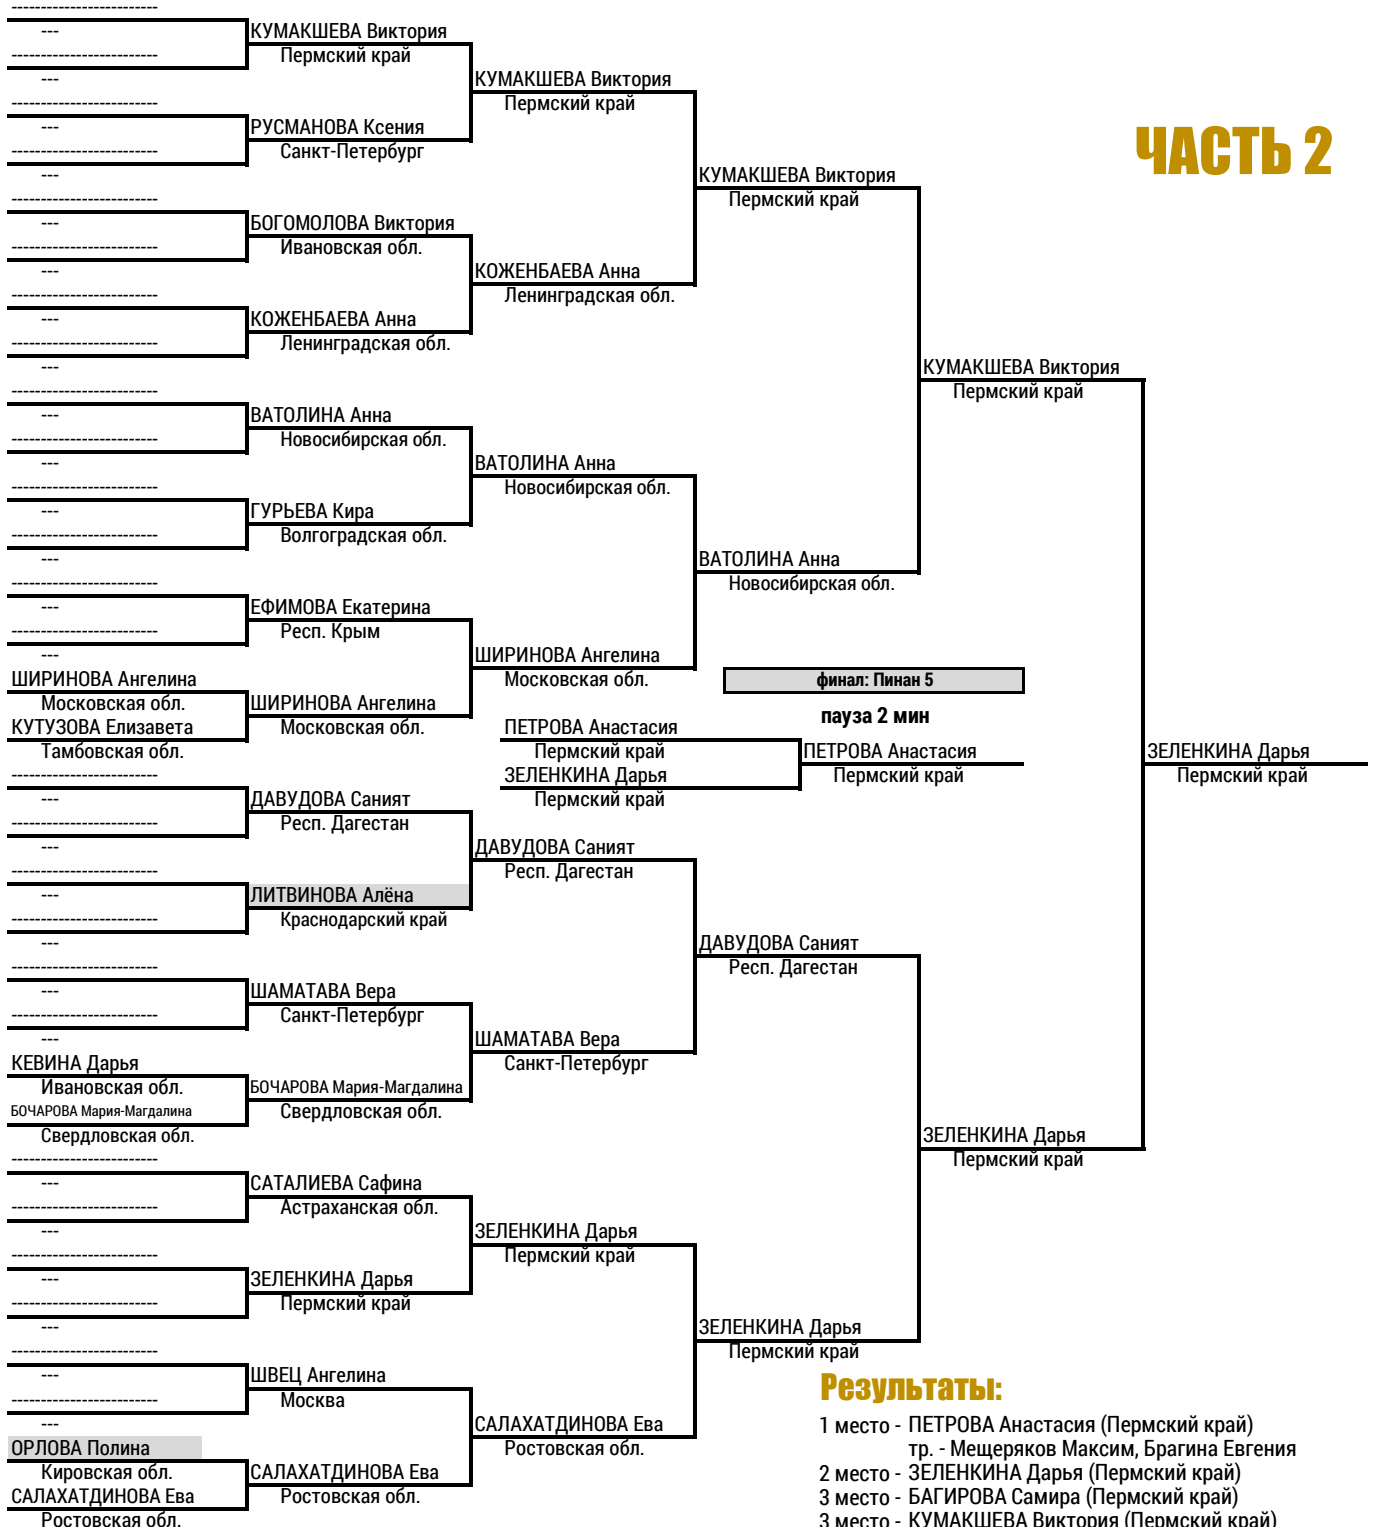 -------------------------
---
-------------------------
---
-------------------------
---
-------------------------
---
-------------------------
---
-------------------------
---
-------------------------
---
-------------------------
---
-------------------------
---
-------------------------
---
-------------------------
---
-------------------------
---
-------------------------
---
-------------------------
---
ШИРИНОВА Ангелина
Московская обл.
КУТУЗОВА Елизавета
Тамбовская обл.
-------------------------
---
-------------------------
---
-------------------------
---
-------------------------
---
-------------------------
---
-------------------------
---
КЕВИНА Дарья
Ивановская обл.
БОЧАРОВА Мария-Магдалина
Свердловская обл.
-------------------------
---
-------------------------
---
-------------------------
---
-------------------------
---
-------------------------
---
-------------------------
---
ОРЛОВА Полина
Кировская обл.
САЛАХАТДИНОВА Ева
Ростовская обл.
КУМАКШЕВА Виктория
Пермский край
РУСМАНОВА Ксения
Санкт-Петербург
БОГОМОЛОВА Виктория
Ивановская обл.
КОЖЕНБАЕВА Анна
Ленинградская обл.
ВАТОЛИНА Анна
Новосибирская обл.
ГУРЬЕВА Кира
Волгоградская обл.
ЕФИМОВА Екатерина
Респ. Крым
ШИРИНОВА Ангелина
Московская обл.
ДАВУДОВА Саният
Респ. Дагестан
ЛИТВИНОВА Алёна
Краснодарский край
ШАМАТАВА Вера
Санкт-Петербург
БОЧАРОВА Мария-Магдалина
Свердловская обл.
САТАЛИЕВА Сафина
Астраханская обл.
ЗЕЛЕНКИНА Дарья
Пермский край
ШВЕЦ Ангелина
Москва
САЛАХАТДИНОВА Ева
Ростовская обл.
КУМАКШЕВА Виктория
Пермский край
КОЖЕНБАЕВА Анна
Ленинградская обл.
ВАТОЛИНА Анна
Новосибирская обл.
ШИРИНОВА Ангелина
Московская обл.
ПЕТРОВА Анастасия
Пермский край
ЗЕЛЕНКИНА Дарья
Пермский край
ДАВУДОВА Саният
Респ. Дагестан
ШАМАТАВА Вера
Санкт-Петербург
ЗЕЛЕНКИНА Дарья
Пермский край
САЛАХАТДИНОВА Ева
Ростовская обл.
КУМАКШЕВА Виктория
Пермский край
ВАТОЛИНА Анна
Новосибирская обл.
финал: Пинан 5
пауза 2 мин
ПЕТРОВА Анастасия
Пермский край
ДАВУДОВА Саният
Респ. Дагестан
ЗЕЛЕНКИНА Дарья
Пермский край
ЧАСТЬ 2
КУМАКШЕВА Виктория
Пермский край
ЗЕЛЕНКИНА Дарья
Пермский край
ЗЕЛЕНКИНА Дарья
Пермский край
Результаты:
1 место - ПЕТРОВА Анастасия (Пермский край)
тр. - Мещеряков Максим, Брагина Евгения
2 место - ЗЕЛЕНКИНА Дарья (Пермский край)
3 место - БАГИРОВА Самира (Пермский край)
3 место - КУМАКШЕВА Виктория (Пермский край)